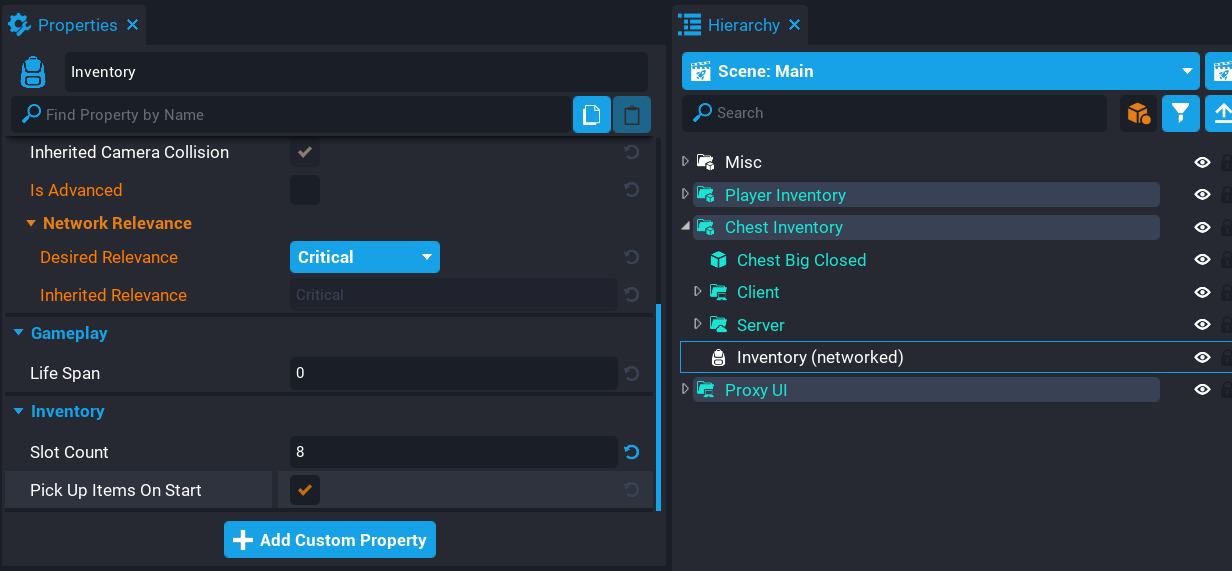 Properties
Inventory
Find Property by Name
Inherited Camera Collision
Is Advanced
Network Relevance
Desired Relevance Critical
Inherited Relevance Critical
Gameplay
Life Span 0
Inventory
Slot Count 8
Pick Up Items On Start
Add Custom Property
Hierarchy
Scene: Main
Search
Misc
Player Inventory
Chest Inventory
Chest Big Closed
Client
Server
Inventory (networked)
Proxy UI